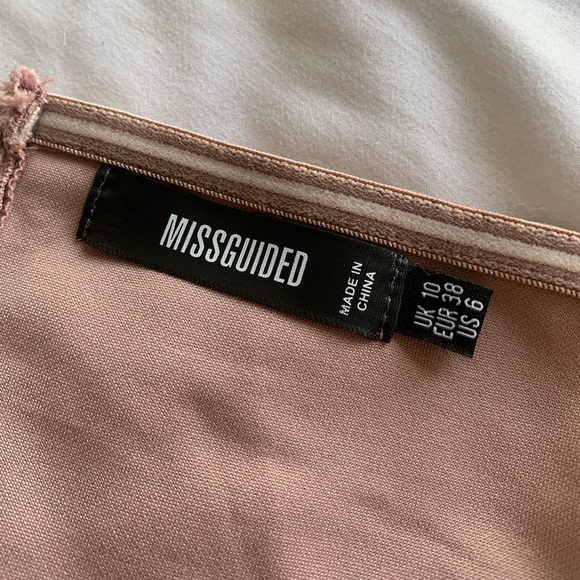 MISSGUIDED
MADE IN
CHINA
UK 10
EUR 38
US 6